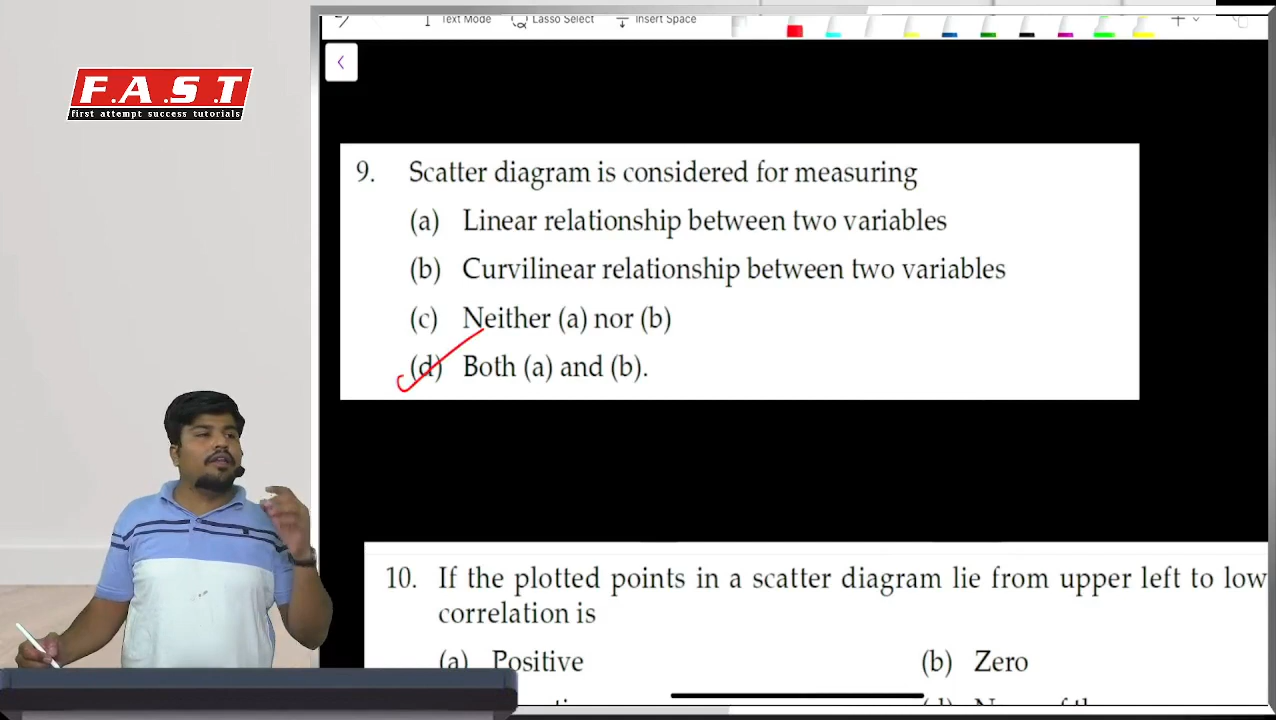 Text Mode
Lasso Select
Insert Space
F.A.S.T
first attempt success tutorials
9. Scatter diagram is considered for measuring
(a) Linear relationship between two variables
(b) Curvilinear relationship between two variables
(c) Neither (a) nor (b)
(d) Both (a) and (b).
10. If the plotted points in a scatter diagram lie from upper left to low
correlation is
(a) Positive (b) Zero